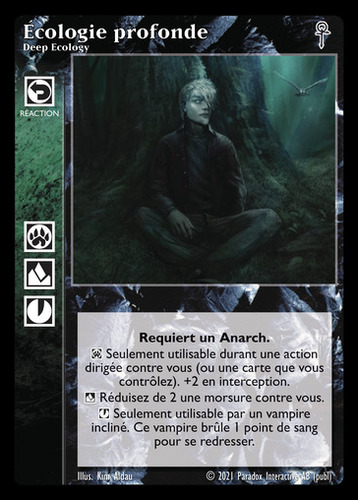 Ecologie profonde
Deep Ecology
REACTION
Requiert un Anarch.
Seulement utilisable durant une action
dirigée contre vous (ou une carte que vous
contrôlez). +2 en interception.
Réduisez de 2 une morsure contre vous.
Seulement utilisable par un vampire
incliné. Ce vampire brûle 1 point de sang
pour se redresser.
Illus. Kim Aldau © 2021 Paradox Interactive AB (publ)